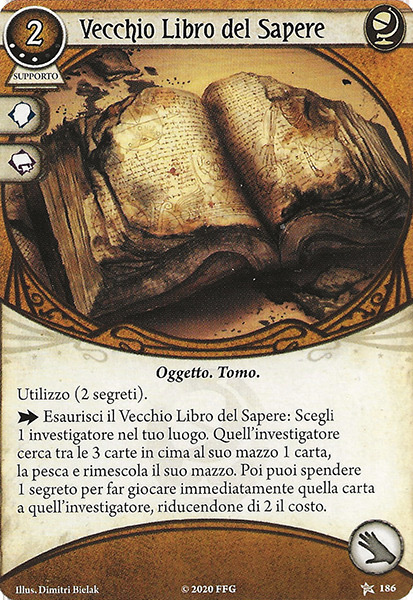 2
Vecchio Libro del Sapere
SUPPORTO
Oggetto. Tomo.
Utilizo (2 segreti).
Esaurisci il Vecchio Libro del Sapere: Scegli
1 investigatore nel tuo luogo. Quell'investigatore
cerca tra le 3 carte in cima al suo mazzo 1 carta,
la pesca e rimescola il suo mazzo. Poi puoi spendere
1 segreto per far giocare immediatamente quella carta
a quell'investigatore, riducendone di 2 il costo.
Illus. Dimitri Bielak
© 2020 FFG
186